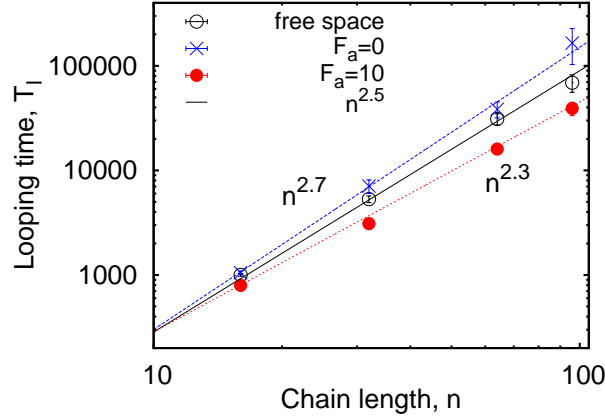 free space
F_a=0
F_a=10
n^2.5
100000
10000
1000
n^2.7
n^2.3
10
100
Looping time, T_l
Chain length, n